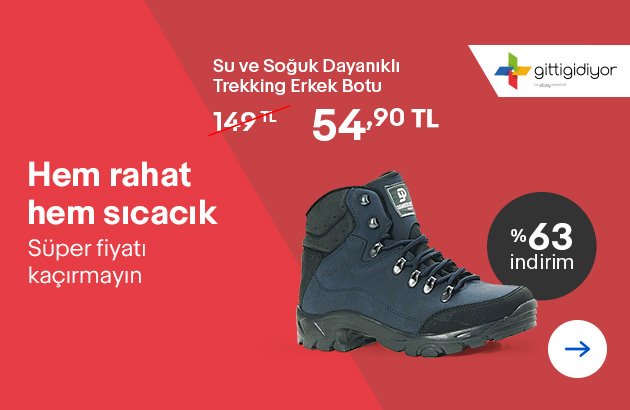 Su ve Soğuk Dayanıklı
Trekking Erkek Botu
149 TL
54,90 TL
gittigidiyor
Hem rahat
hem sıcacık
Süper fiyatı
kaçırmayın
%63
indirim